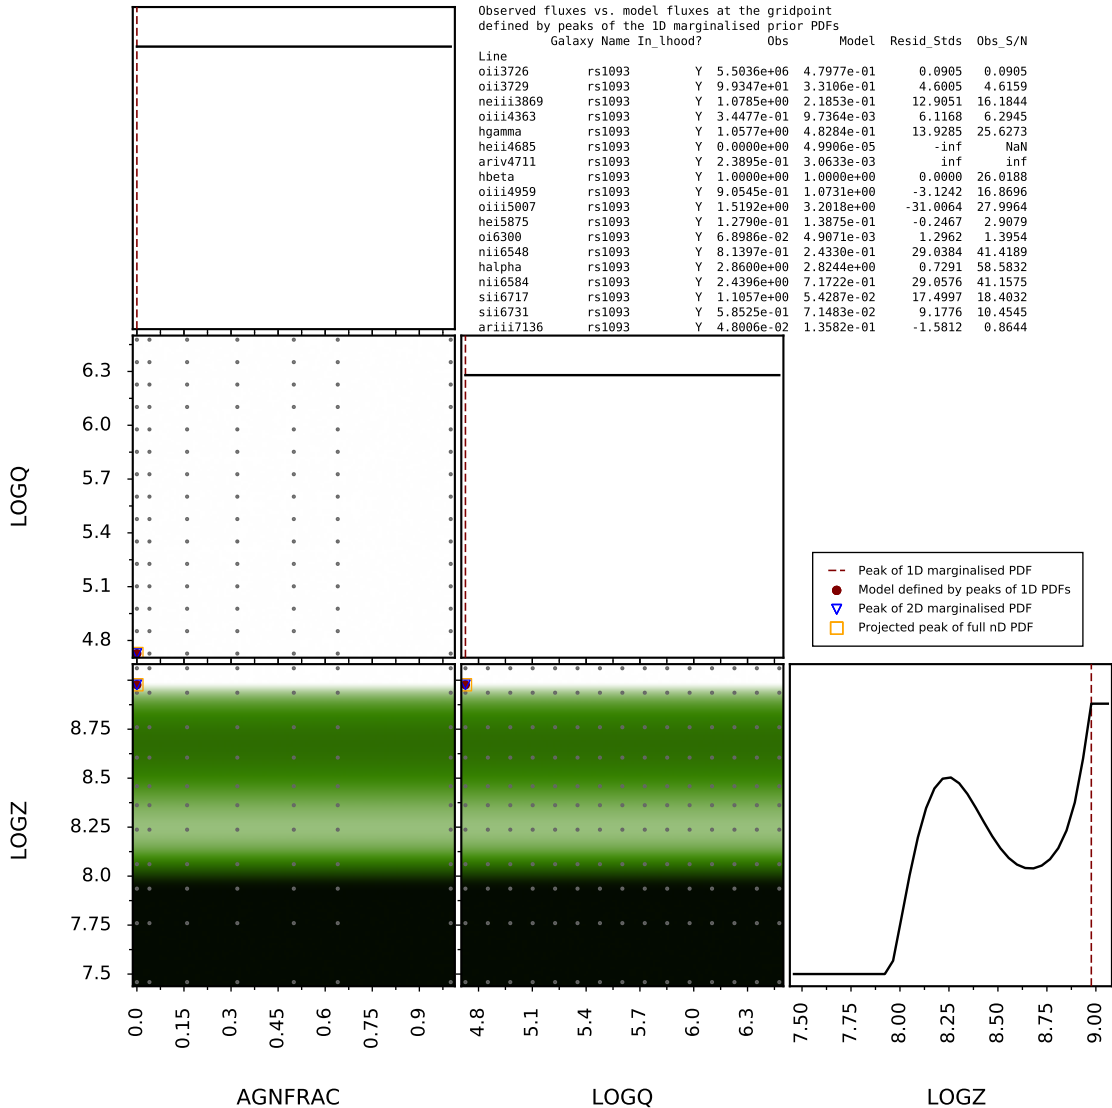 Observed fluxes vs. model fluxes at the gridpoint
defined by peaks of the 1D marginalised prior PDFs
Galaxy Name In_lhood? Obs Model Resid_Stds Obs_S/N
Line
oii3726 rs1093 Y 5.5036e+06 4.7977e-01 0.0905 0.0905
oii3729 rs1093 Y 9.9347e+01 3.3106e-01 4.6005 4.6159
neiii3869 rs1093 Y 1.0785e+00 2.1853e-01 12.9051 16.1844
oiii4363 rs1093 Y 3.4477e-01 9.7364e-03 6.1168 6.2945
hgamma rs1093 Y 1.0577e+00 4.8284e-01 13.9285 25.6273
heii4685 rs1093 Y 0.0000e+00 4.9906e-05 -inf NaN
ariv4711 rs1093 Y 2.3895e-01 3.0633e-03 inf inf
hbeta rs1093 Y 1.0000e+00 1.0000e+00 0.0000 26.0188
oiii4959 rs1093 Y 9.0545e-01 1.0731e+00 -3.1242 16.8696
oiii5007 rs1093 Y 1.5192e+00 3.2018e+00 -31.0064 27.9964
hei5875 rs1093 Y 1.2790e-01 1.3875e-01 -0.2467 2.9079
oi6300 rs1093 Y 6.8986e-02 4.9071e-03 1.2962 1.3954
nii6548 rs1093 Y 8.1397e-01 2.4330e-01 29.0384 41.4189
halpha rs1093 Y 2.8600e+00 2.8244e+00 0.7291 58.5832
nii6584 rs1093 Y 2.4396e+00 7.1722e-01 29.0576 41.1575
sii6717 rs1093 Y 1.1057e+00 5.4287e-02 17.4997 18.4032
sii6731 rs1093 Y 5.8525e-01 7.1483e-02 9.1776 10.4545
ariii7136 rs1093 Y 4.8006e-02 1.3582e-01 -1.5812 0.8644
LOGQ
6.3
6.0
5.7
5.4
5.1
4.8
Peak of 1D marginalised PDF
Model defined by peaks of 1D PDFs
Peak of 2D marginalised PDF
Projected peak of full nD PDF
LOGZ
8.75
8.5
8.25
8.0
7.75
7.5
0.0 0.15 0.3 0.45 0.6 0.75 0.9
4.8 5.1 5.4 5.7 6.0 6.3
7.50 7.75 8.00 8.25 8.50 8.75 9.00
AGNFRAC LOGQ LOGZ